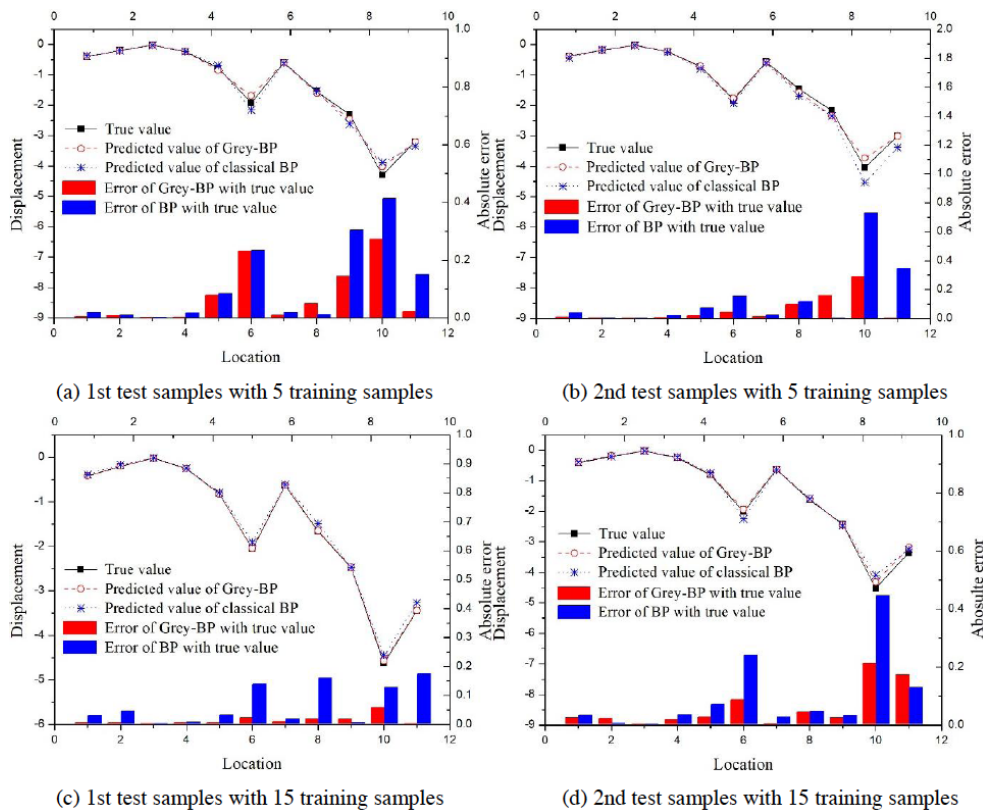 0 2 4 6 8 10
0
-1
-2
-3
-4
-5
-6
-7
-8
-9
Displacement
True value
Predicted value of Grey-BP
Predicted value of classical BP
Error of Grey-BP with true value
Error of BP with true value
1.0
0.8
0.6
0.4
0.2
0.0
Absolute error
0 2 4 6 8 10 12
Location
(a) 1st test samples with 5 training samples
0 2 4 6 8 10
0
-1
-2
-3
-4
-5
-6
-7
-8
-9
Displacement
True value
Predicted value of Grey-BP
Predicted value of classical BP
Error of Grey-BP with true value
Error of BP with true value
2.0
1.8
1.6
1.4
1.2
1.0
0.8
0.6
0.4
0.2
0.0
Absolute error
0 2 4 6 8 10 12
Location
(b) 2nd test samples with 5 training samples
0 2 4 6 8 10
0
-1
-2
-3
-4
-5
-6
Displacement
True value
Predicted value of Grey-BP
Predicted value of classical BP
Error of Grey-BP with true value
Error of BP with true value
1.0
0.9
0.8
0.7
0.6
0.5
0.4
0.3
0.2
0.1
0.0
Absolute error
0 2 4 6 8 10 12
Location
(c) 1st test samples with 15 training samples
0 2 4 6 8 10
0
-1
-2
-3
-4
-5
-6
-7
-8
-9
Displacement
True value
Predicted value of Grey-BP
Predicted value of classical BP
Error of Grey-BP with true value
Error of BP with true value
1.0
0.8
0.6
0.4
0.2
0.0
Abosulte error
0 2 4 6 8 10 12
Location
(d) 2nd test samples with 15 training samples